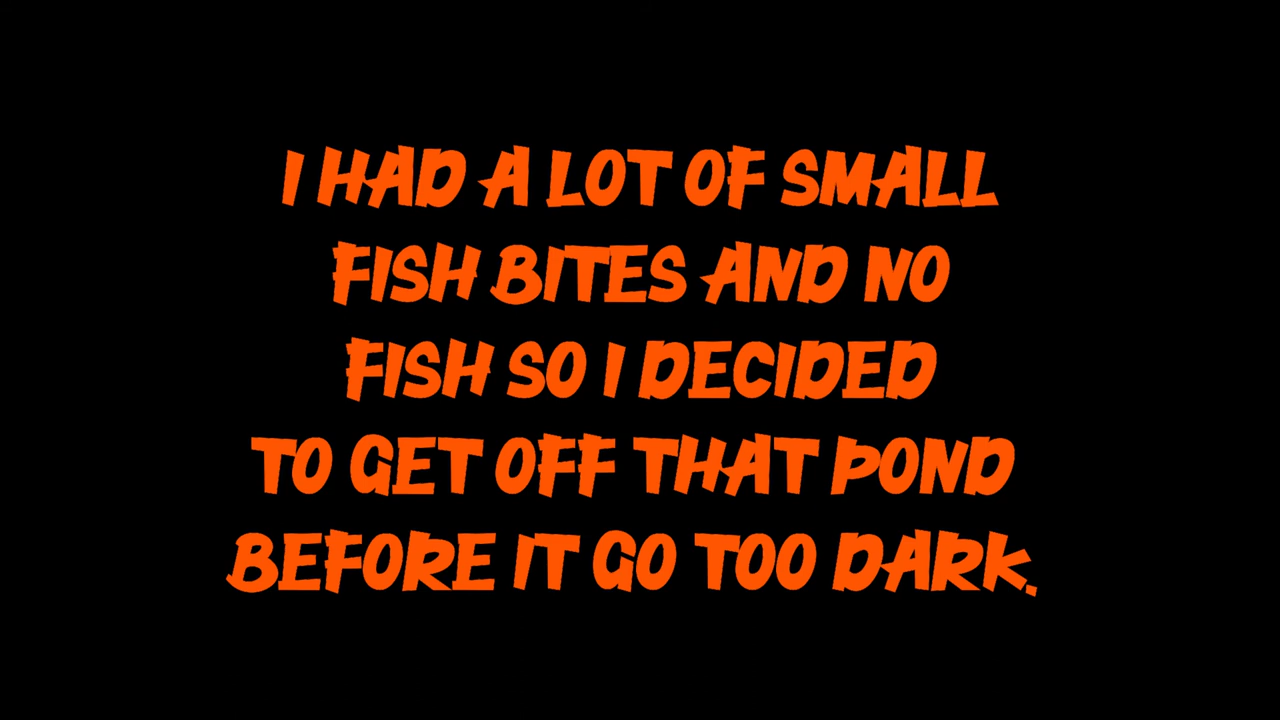 I HAD A LOT OF SMALL
FISH BITES AND NO
FISH SO I DECIDED
TO GET OFF THAT POND
BEFORE IT GO TOO DARK.